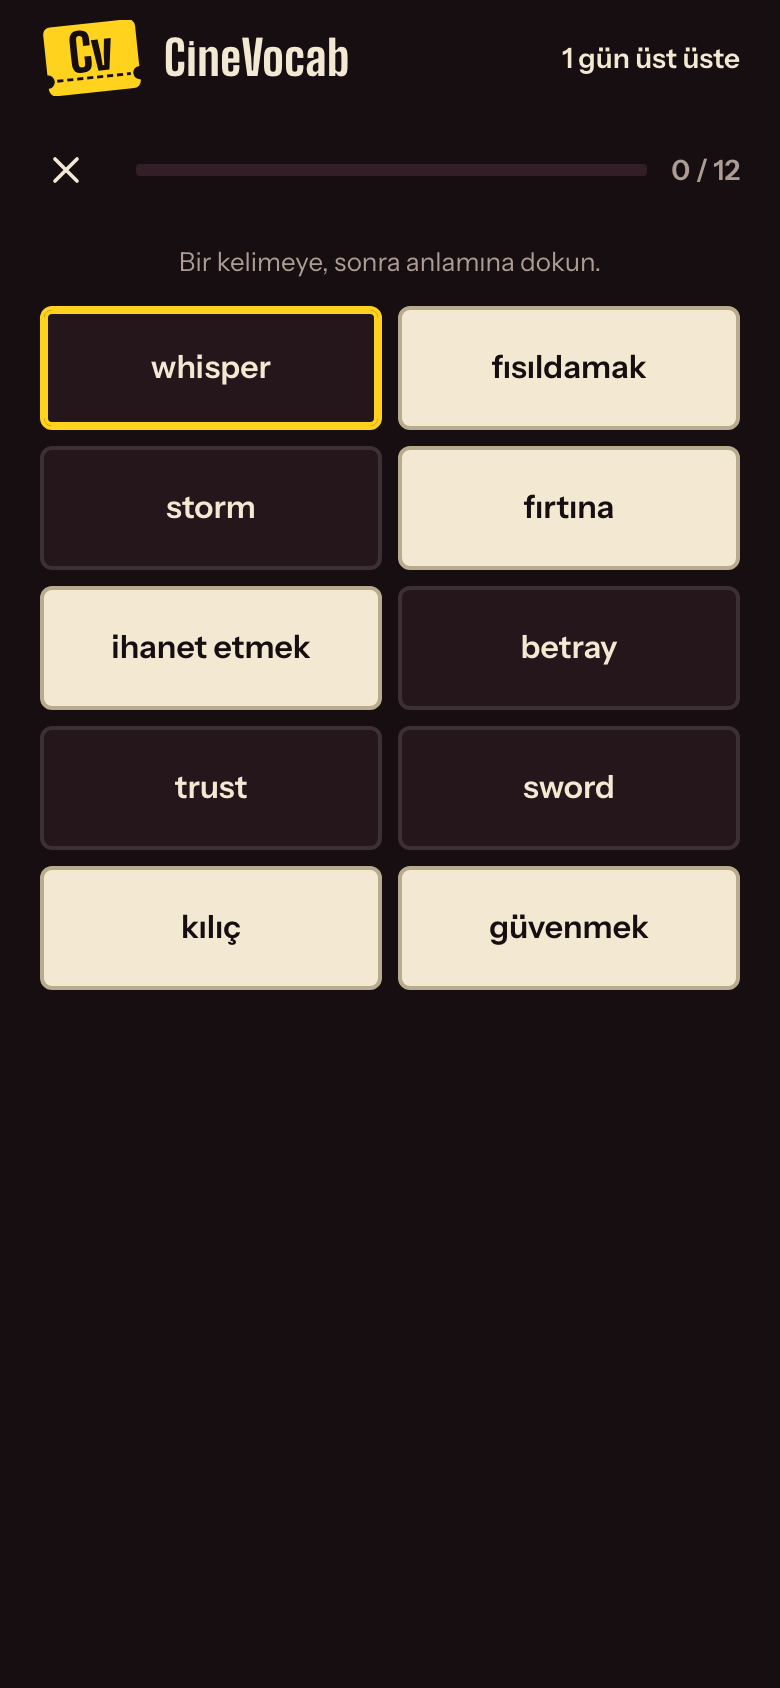 Cv CineVocab 1 gün üst üste
0 / 12
Bir kelimeye, sonra anlamına dokun.
whisper fısıldamak
storm fırtına
ihanet etmek betray
trust sword
kılıç güvenmek